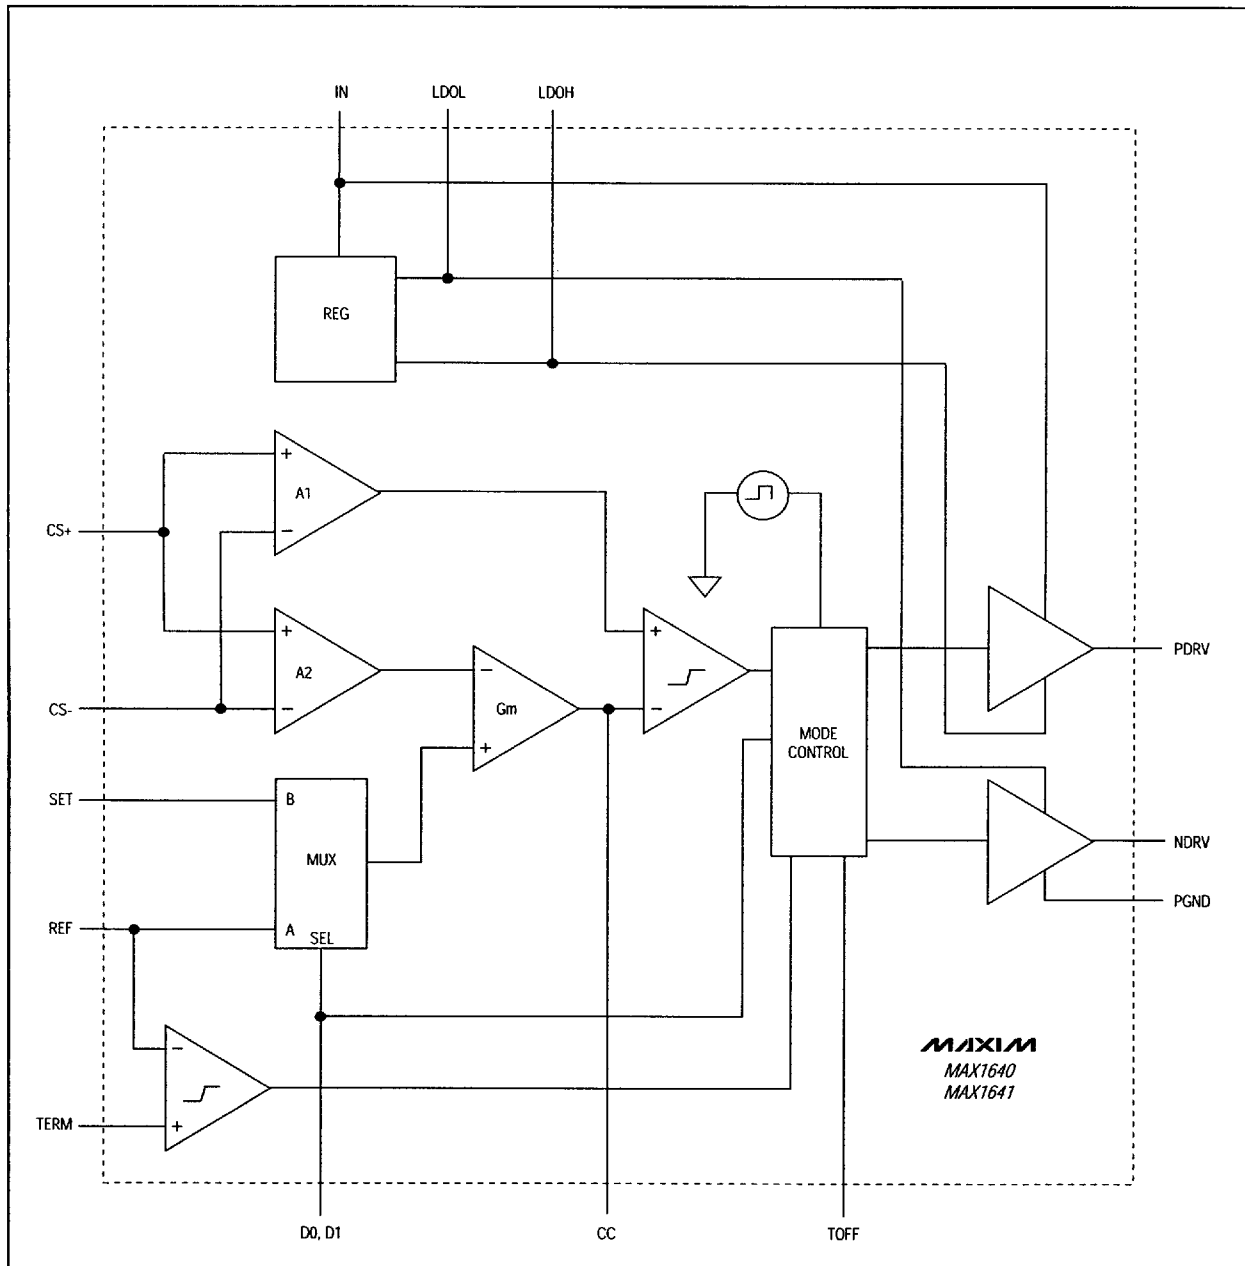 IN LDOL LDOH
REG
+
A1
−
CS+
+
A2
−
CS-
−
Gm
+
+
−
MODE
CONTROL
PDRV
SET
B
MUX
REF
A
SEL
NDRV
PGND
−
+
TERM
MAXIM
MAX1640
MAX1641
D0, D1 CC TOFF